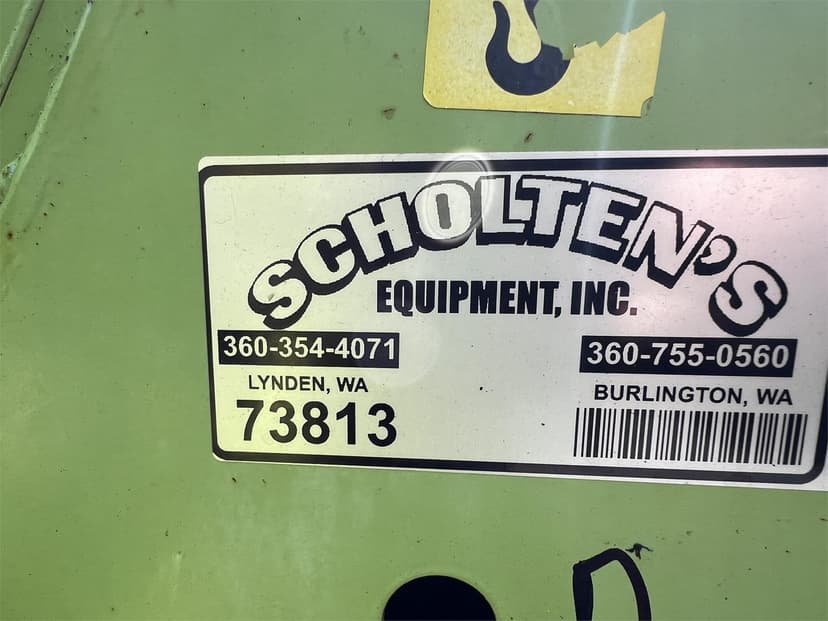 SCHOLTEN'S
EQUIPMENT, INC.
360-354-4071
LYNDEN, WA
73813
360-755-0560
BURLINGTON, WA